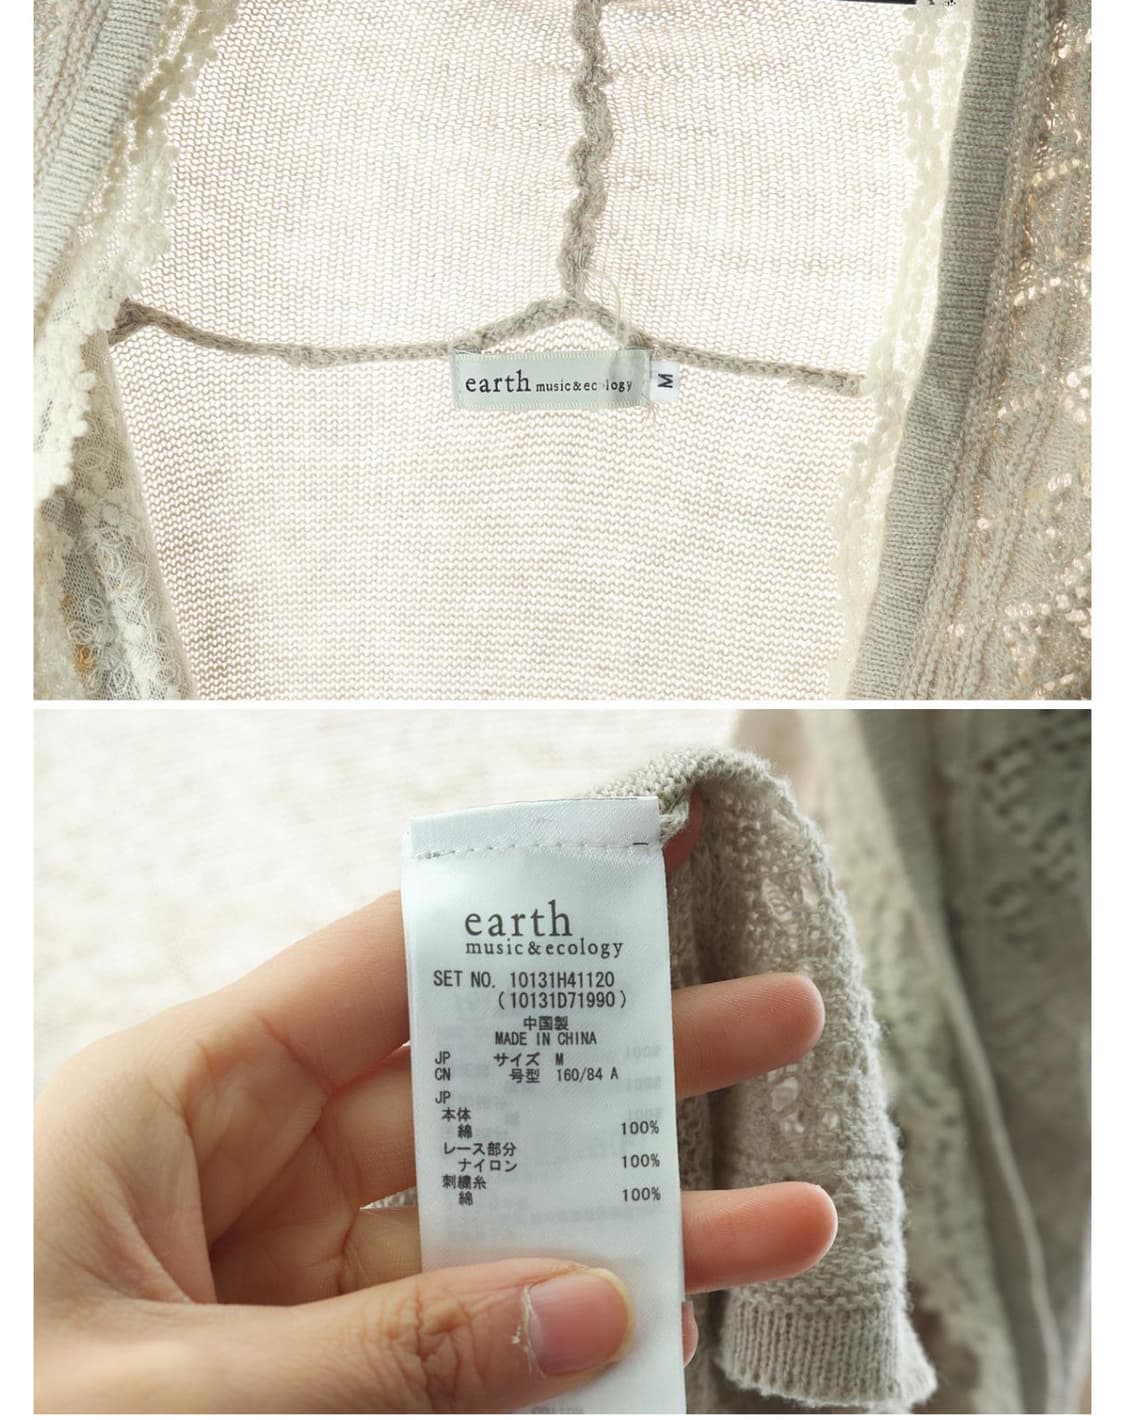 earth music&ecology
M
earth
music&ecology
SET NO. 10131H41120
(10131D71990)
中国製
MADE IN CHINA
JP サイズ M
CN 号型 160/84 A
JP
本体
綿 100%
レース部分
ナイロン 100%
刺繍糸
綿 100%